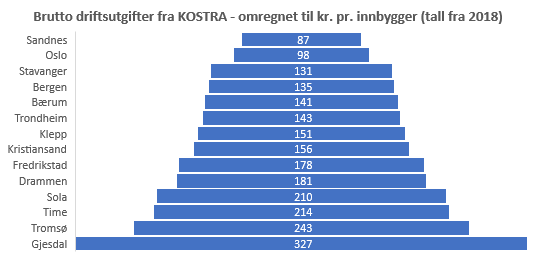 Brutto driftsutgifter fra KOSTRA - omregnet til kr. pr. innbygger (tall fra 2018)
Sandnes 87
Oslo 98
Stavanger 131
Bergen 135
Bærum 141
Trondheim 143
Klepp 151
Kristiansand 156
Fredrikstad 178
Drammen 181
Sola 210
Time 214
Tromsø 243
Gjesdal 327